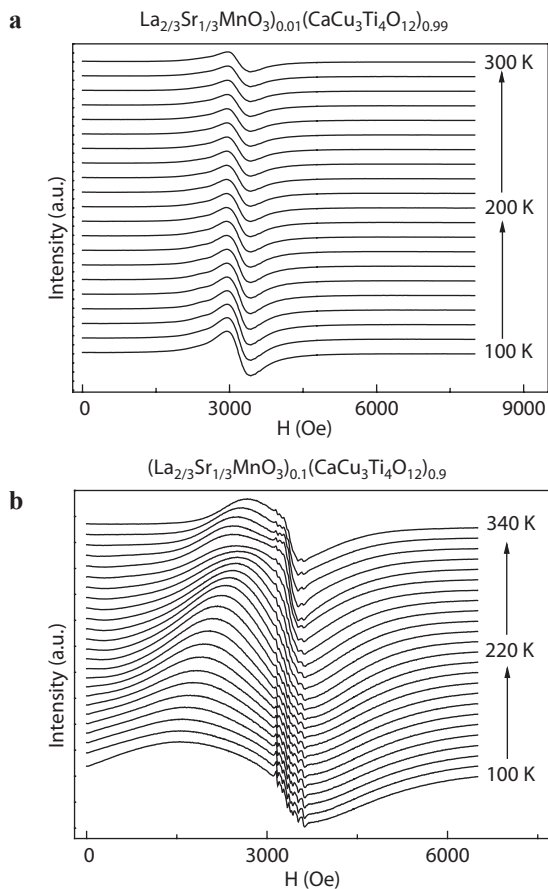 a
La2/3Sr1/3MnO3)0.01(CaCu3Ti4O12)0.99
Intensity (a.u.)
300 K
200 K
100 K
0 3000 6000 9000
H (Oe)
b
(La2/3Sr1/3MnO3)0.1(CaCu3Ti4O12)0.9
Intensity (a.u.)
340 K
220 K
100 K
0 3000 6000
H (Oe)